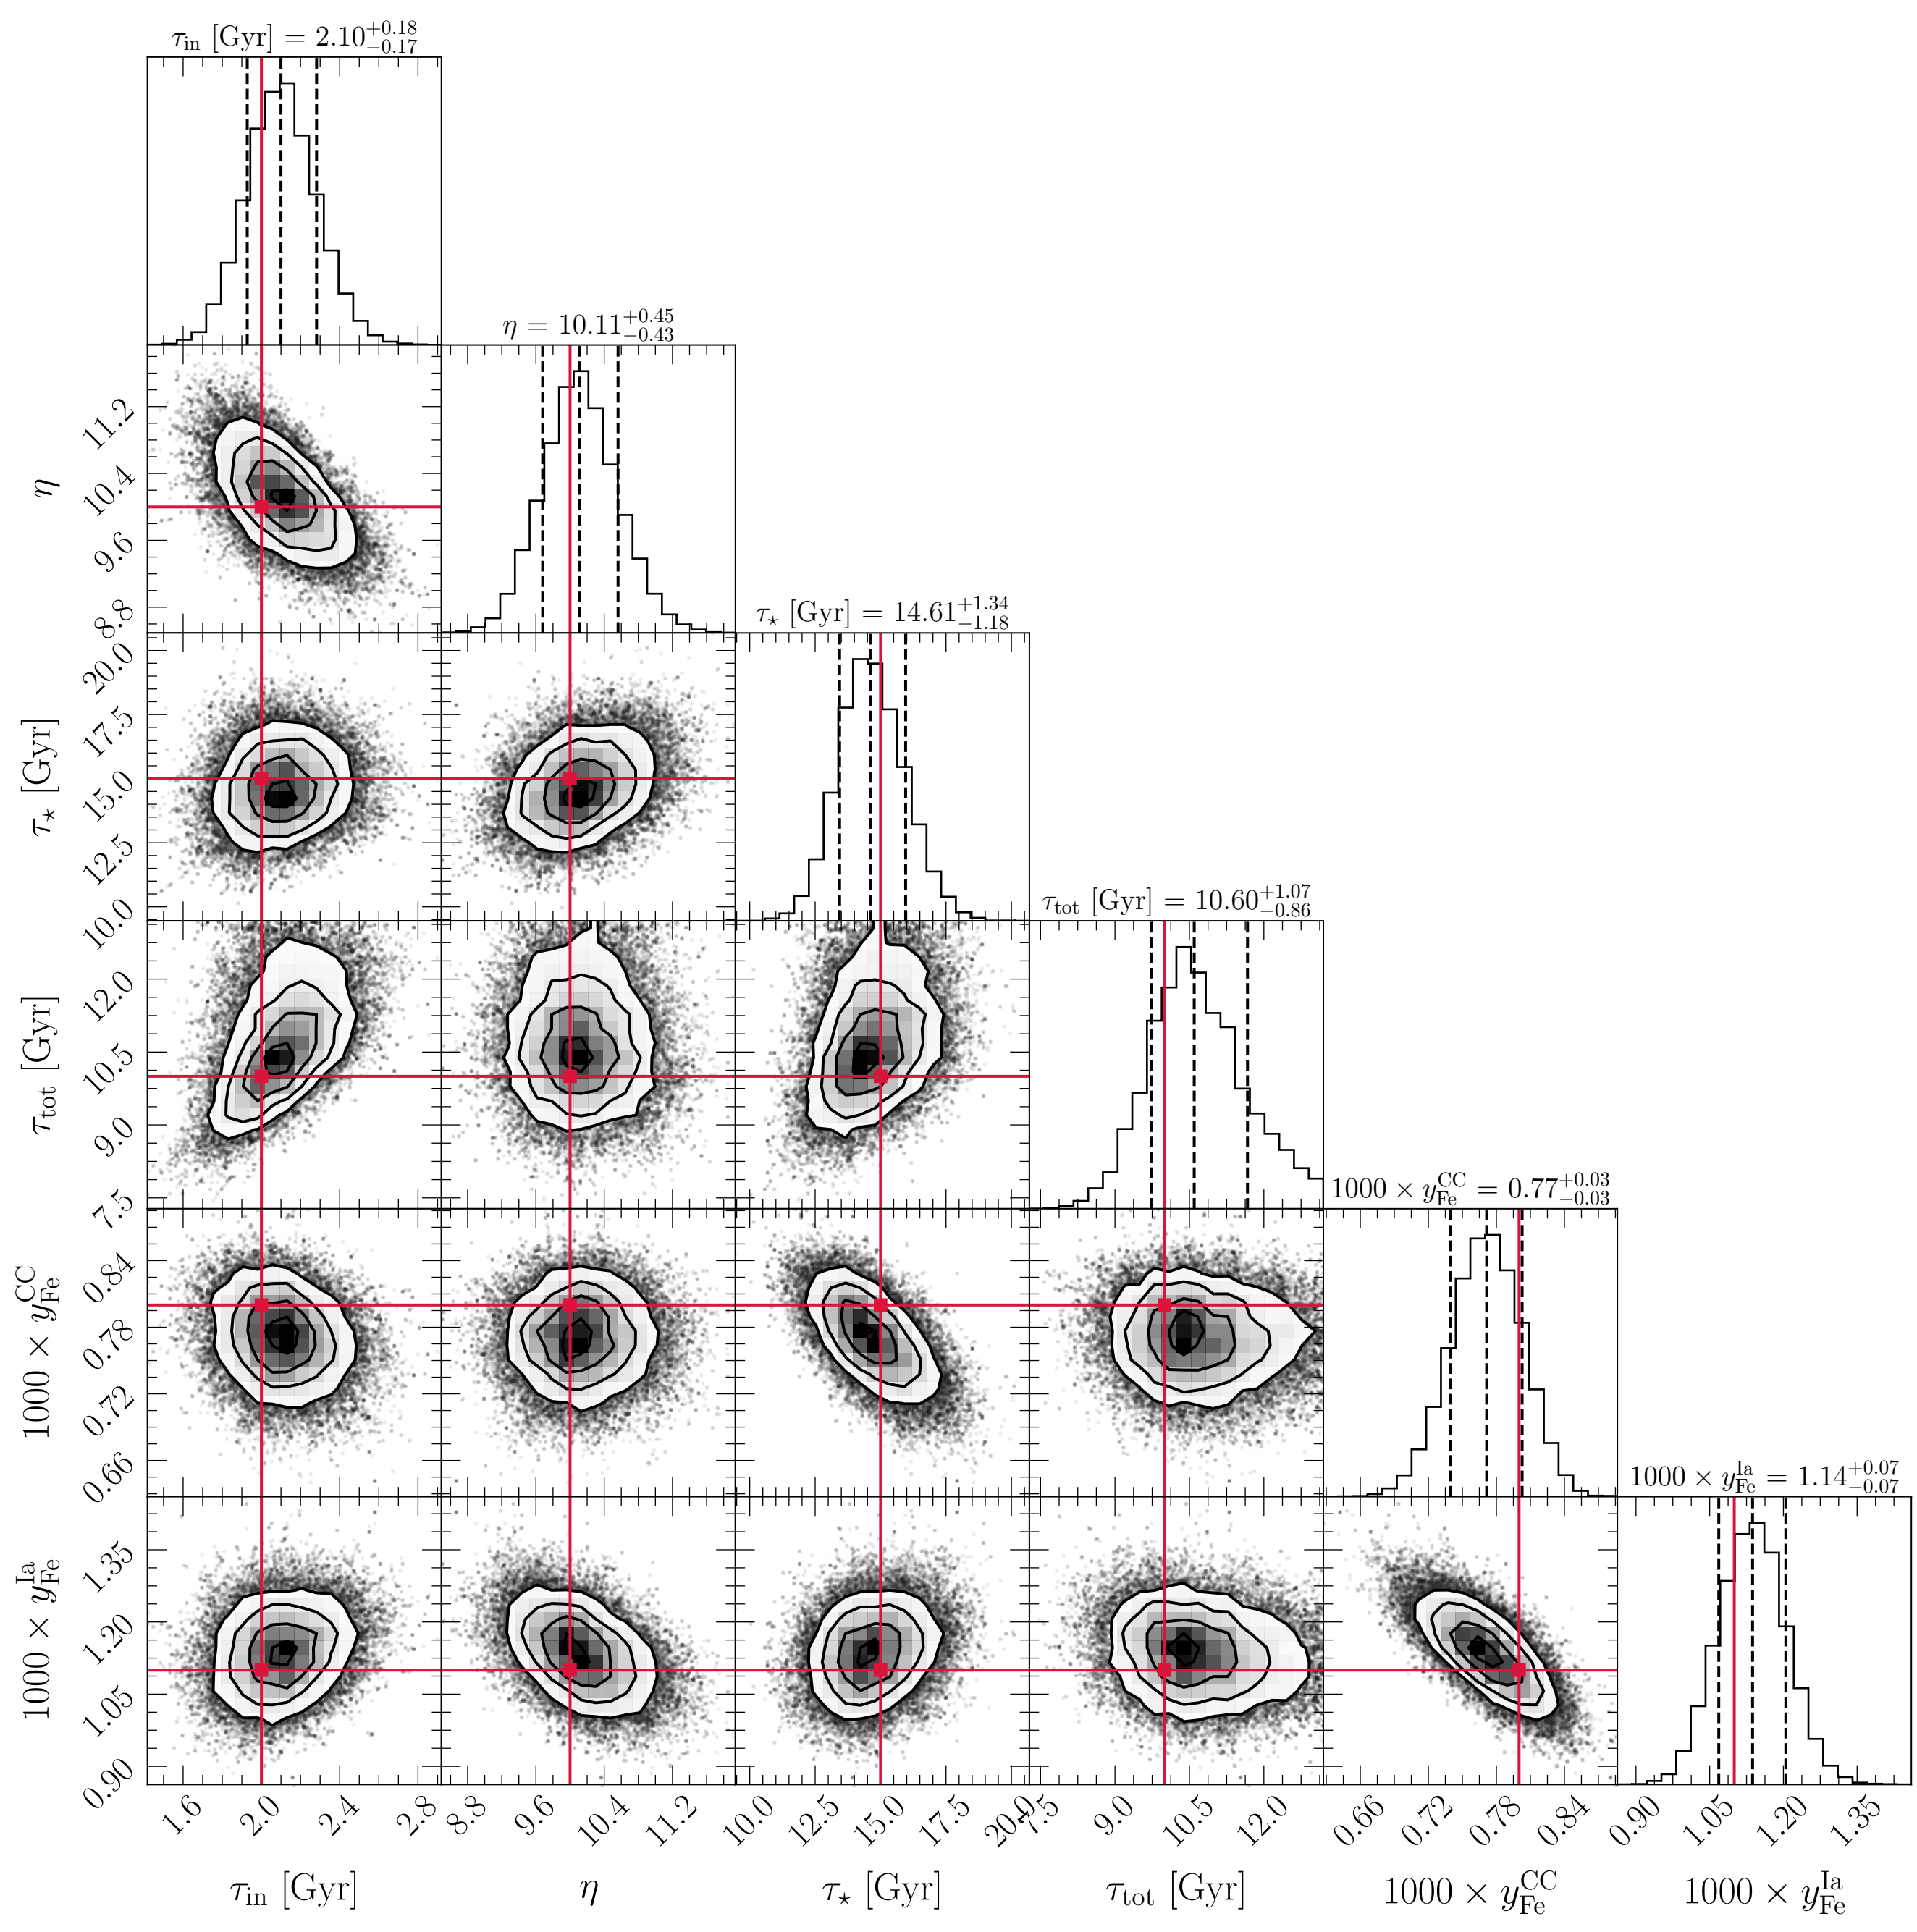 τ_in [Gyr] = 2.10^{+0.18}_{−0.17}
η = 10.11^{+0.45}_{−0.43}
τ_⋆ [Gyr] = 14.61^{+1.34}_{−1.18}
τ_tot [Gyr] = 10.60^{+1.07}_{−0.86}
1000 × y_Fe^CC = 0.77^{+0.03}_{−0.03}
1000 × y_Fe^Ia = 1.14^{+0.07}_{−0.07}
η
11.2
10.4
9.6
8.8
τ_⋆ [Gyr]
20.0
17.5
15.0
12.5
10.0
τ_tot [Gyr]
12.0
10.5
9.0
7.5
1000 × y_Fe^CC
0.84
0.78
0.72
0.66
1000 × y_Fe^Ia
1.35
1.20
1.05
0.90
1.6 2.0 2.4 2.8
8.8 9.6 10.4 11.2
10.0 12.5 15.0 17.5 20.0
7.5 9.0 10.5 12.0
0.66 0.72 0.78 0.84
0.90 1.05 1.20 1.35
τ_in [Gyr]
η
τ_⋆ [Gyr]
τ_tot [Gyr]
1000 × y_Fe^CC
1000 × y_Fe^Ia